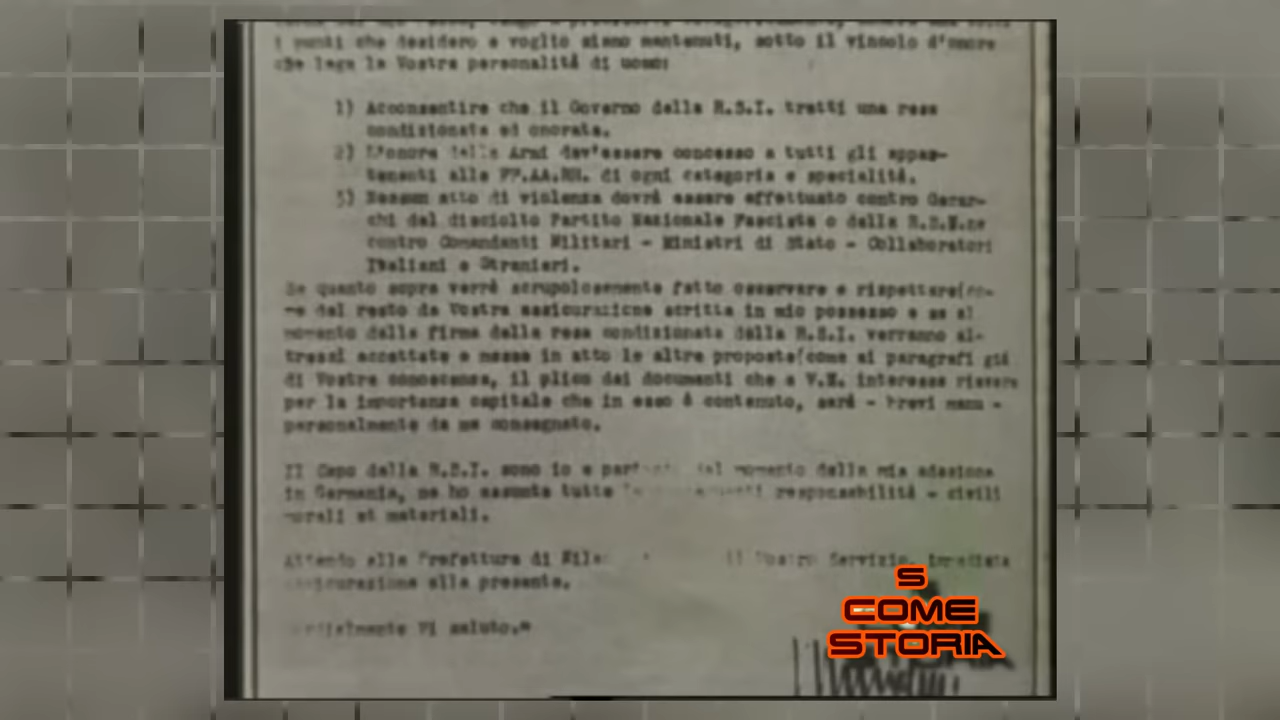 i punti che desidero e voglio siano mantenuti, sotto il vincolo d'onore
che lega la Vostra personalità di uomo:
1) Acconsentire che il Governo della R.S.I. tratti una resa
condizionata ed onorata.
2) L'onore delle Armi dev'essere concesso a tutti gli appar-
tenenti alle FF.AA.RR. di ogni categoria e specialità.
3) Nessun atto di violenza dovrà essere effettuato contro Gerar-
chi del disciolto Partito Nazionale Fascista o della R.S.I. ne
contro Comandanti Militari - Ministri di Stato - Collaboratori
Italiani e Stranieri.
Se quanto sopra verrà scrupolosamente fatto osservare e rispettare(co-
me dal resto da Vostra assicurazione scritta in mio possesso e se al
momento della firma della resa condizionata della R.S.I. verranno al-
tresì accettate e messe in atto le altre proposte(come ai paragrafi già
di Vostra conoscenza, il plico dei documenti che a V.E. interessa
per la importanza capitale che in esso è contenuto, sarà - brevi manu -
personalmente da me consegnato.
Il Capo della R.S.I. sono io e dal momento della mia adesione
in Germania, ne ho assunte tutte responsabilità - civili
morali et materiali.
Attendo alla Prefettura di il Vostro Servizio, immediata
assicurazione alla presente.
Vi saluto."
S
COME
STORIA